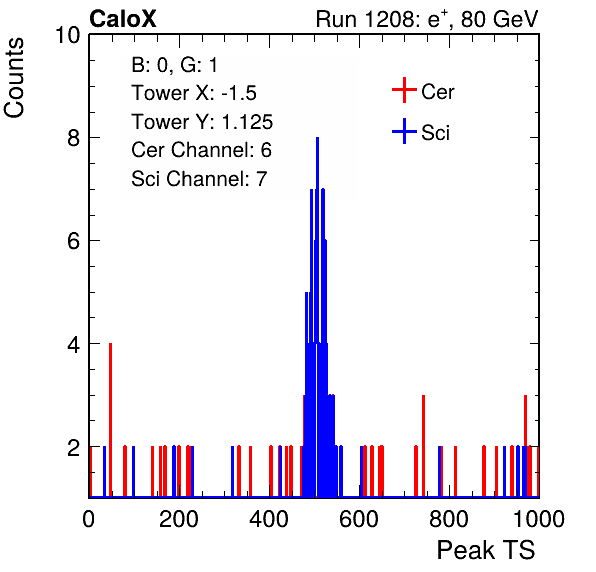 CaloX Run 1208: e+, 80 GeV
Counts
10
8
6
4
2
B: 0, G: 1
Tower X: -1.5
Tower Y: 1.125
Cer Channel: 6
Sci Channel: 7
Cer
Sci
0 200 400 600 800 1000
Peak TS